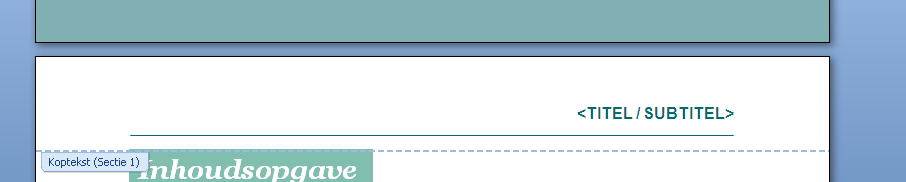 <TITEL / SUBTITEL>
Koptekst (Sectie 1)
Inhoudsopgave